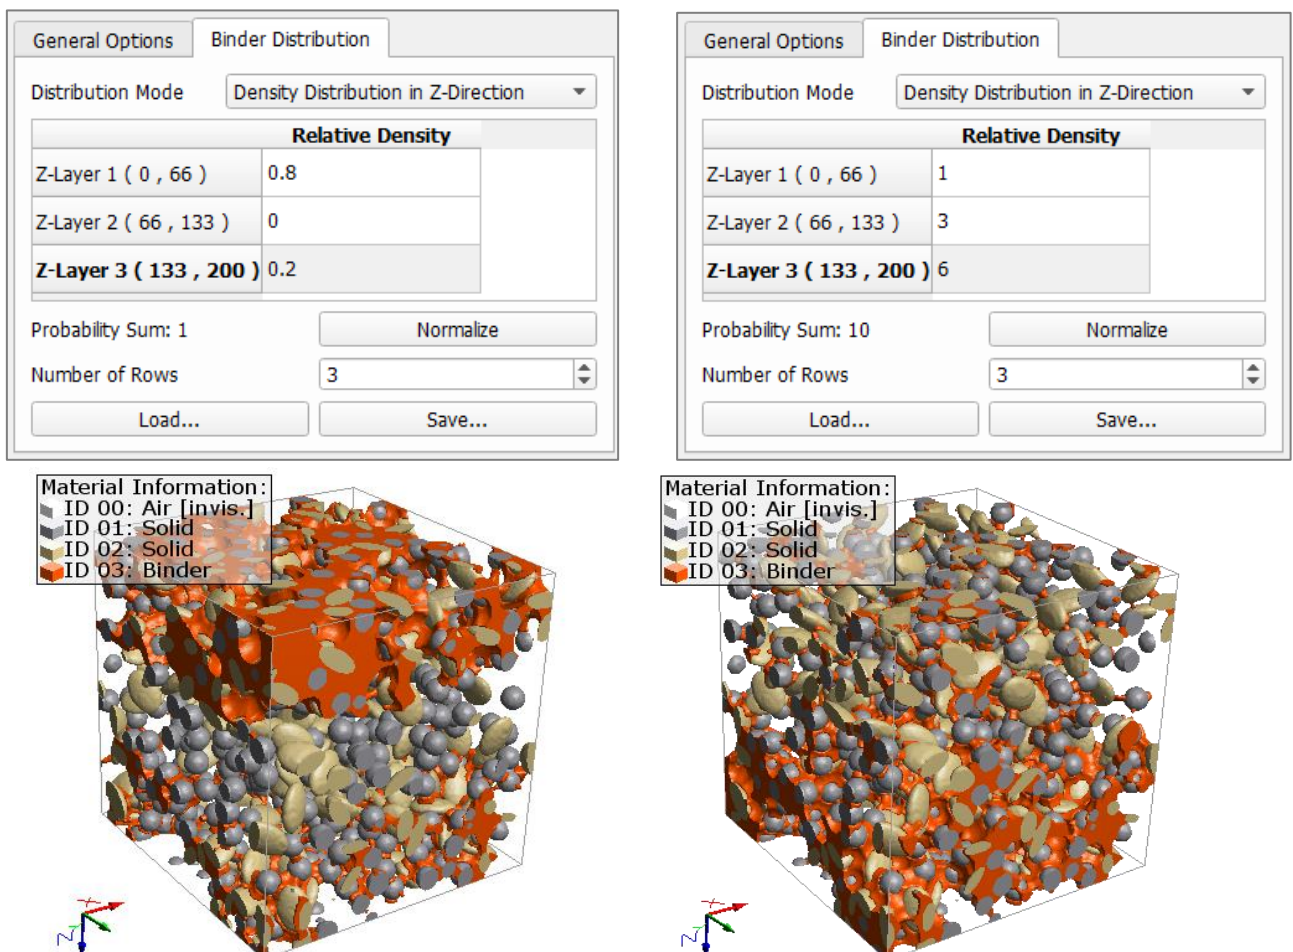 General Options Binder Distribution
Distribution Mode Density Distribution in Z-Direction
Relative Density
Z-Layer 1 ( 0 , 66 ) 0.8
Z-Layer 2 ( 66 , 133 ) 0
Z-Layer 3 ( 133 , 200 ) 0.2
Probability Sum: 1 Normalize
Number of Rows 3
Load... Save...
General Options Binder Distribution
Distribution Mode Density Distribution in Z-Direction
Relative Density
Z-Layer 1 ( 0 , 66 ) 1
Z-Layer 2 ( 66 , 133 ) 3
Z-Layer 3 ( 133 , 200 ) 6
Probability Sum: 10 Normalize
Number of Rows 3
Load... Save...
Material Information:
ID 00: Air [invis.]
ID 01: Solid
ID 02: Solid
ID 03: Binder
X
Z
Material Information:
ID 00: Air [invis.]
ID 01: Solid
ID 02: Solid
ID 03: Binder
X
Z